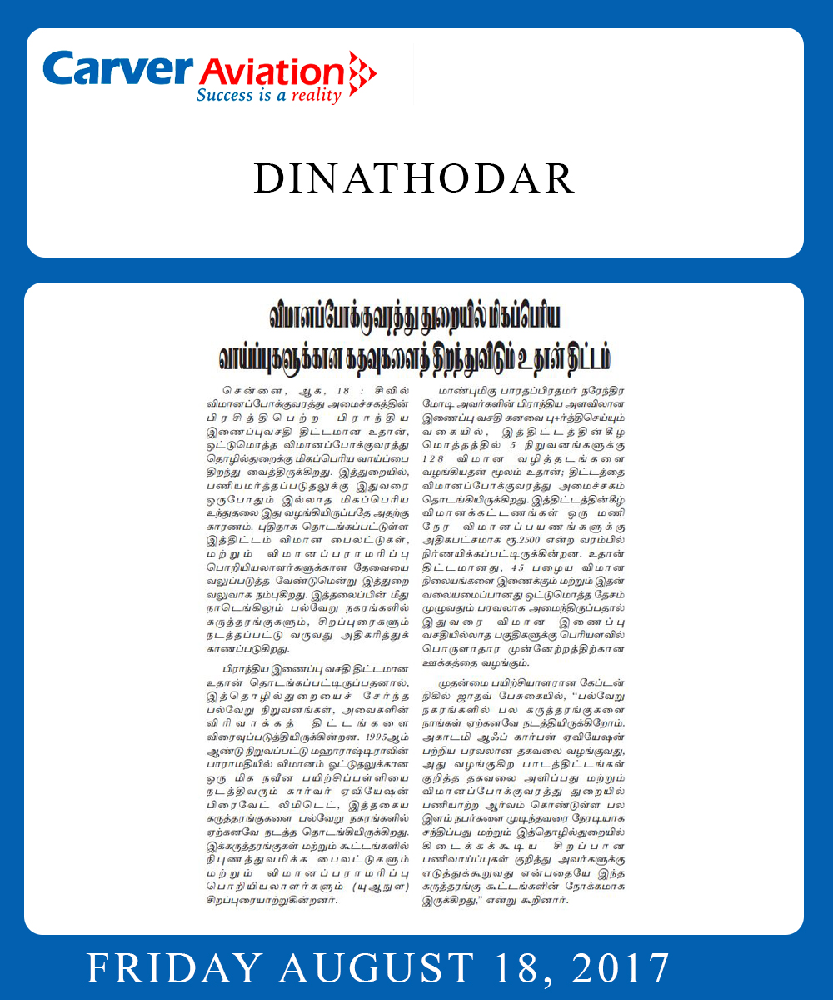 Carver Aviation
Success is a reality
DINATHODAR
விமானப்போக்குவரத்து துறையில் மிகப்பெரிய
வாய்ப்புகளுக்கான கதவுகளைத் திறந்துவிடும் உதான் திட்டம்
சென்னை, ஆக, 18 : சிவில்
விமானப்போக்குவரத்து அமைச்சகத்தின்
பிரசித்திபெற்ற பிராந்திய
இணைப்புவசதி திட்டமான உதான்,
ஒட்டுமொத்த விமானப்போக்குவரத்து
தொழில்துறைக்கு மிகப்பெரிய வாய்ப்பை
திறந்து வைத்திருக்கிறது. இத்துறையில்,
பணியமர்த்தப்படுதலுக்கு இதுவரை
ஒருபோதும் இல்லாத மிகப்பெரிய
உந்துதலை இது வழங்கியிருப்பதே அதற்கு
காரணம். புதிதாக தொடங்கப்பட்டுள்ள
இத்திட்டம் விமான பைலட்டுகள்,
மற்றும் விமானப்பராமரிப்பு
பொறியியலாளர்களுக்கான தேவையை
வலுப்படுத்த வேண்டுமென்று இத்துறை
வலுவாக நம்புகிறது. இத்தலைப்பின் மீது
நாடெங்கிலும் பல்வேறு நகரங்களில்
கருத்தரங்குகளும், சிறப்புரைகளும்
நடத்தப்பட்டு வருவது அதிகரித்துக்
காணப்படுகிறது.
பிராந்திய இணைப்பு வசதி திட்டமான
உதான் தொடங்கப்பட்டிருப்பதனால்,
இத்தொழில்துறையைச் சேர்ந்த
பல்வேறு நிறுவனங்கள், அவைகளின்
விரிவாக்கத் திட்டங்களை
விரைவுப்படுத்தியிருக்கின்றன. 1995ஆம்
ஆண்டு நிறுவப்பட்டு மஹாராஷ்டிராவின்
பாராமதியில் விமானம் ஓட்டுதலுக்கான
ஒரு மிக நவீன பயிற்சிப்பள்ளியை
நடத்திவரும் கார்வர் ஏவியேஷன்
பிரைவேட் லிமிடெட், இத்தகைய
கருத்தரங்குகளை பல்வேறு நகரங்களில்
ஏற்கனவே நடத்த தொடங்கியிருக்கிறது.
இக்கருத்தரங்குகள் மற்றும் கூட்டங்களில்
நிபுணத்துவமிக்க பைலட்டுகளும்
மற்றும் விமானப்பராமரிப்பு
பொறியியலாளர்களும் (யுஆநுள)
சிறப்புரையாற்றுகின்றனர்.
மாண்புமிகு பாரதப்பிரதமர் நரேந்திர
மோடி அவர்களின் பிராந்திய அளவிலான
இணைப்பு வசதி கனவை பு+ர்த்திசெய்யும்
வகையில், இத்திட்டத்தின்கீழ்
மொத்தத்தில் 5 நிறுவனங்களுக்கு
128 விமான வழித்தடங்களை
வழங்கியதன் மூலம் உதான்; திட்டத்தை
விமானப்போக்குவரத்து அமைச்சகம்
தொடங்கியிருக்கிறது. இத்திட்டத்தின்கீழ்
விமானக்கட்டணங்கள் ஒரு மணி
நேர விமானப்பயணங்களுக்கு
அதிகபட்சமாக ரூ.2500 என்ற வரம்பில்
நிர்ணயிக்கப்பட்டிருக்கின்றன. உதான்
திட்டமானது, 45 பழைய விமான
நிலையங்களை இணைக்கும் மற்றும் இதன்
வலையமைப்பானது ஒட்டுமொத்த தேசம்
முழுவதும் பரவலாக அமைந்திருப்பதால்
இதுவரை விமான இணைப்பு
வசதியில்லாத பகுதிகளுக்கு பெரியளவில்
பொருளாதார முன்னேற்றத்திற்கான
ஊக்கத்தை வழங்கும்.
முதன்மை பயிற்சியாளரான கேப்டன்
நிகில் ஜாதவ் பேசுகையில், “பல்வேறு
நகரங்களில் பல கருத்தரங்குகளை
நாங்கள் ஏற்கனவே நடத்தியிருக்கிறோம்.
அகாடமி ஆஃப் கார்பன் ஏவியேஷன்
பற்றிய பரவலான தகவலை வழங்குவது,
அது வழங்குகிற பாடத்திட்டங்கள்
குறித்த தகவலை அளிப்பது மற்றும்
விமானப்போக்குவரத்து துறையில்
பணியாற்ற ஆர்வம் கொண்டுள்ள பல
இளம் நபர்களை முடிந்தவரை நேரடியாக
சந்திப்பது மற்றும் இத்தொழில்துறையில்
கிடைக்கக்கூடிய சிறப்பான
பணிவாய்ப்புகள் குறித்து அவர்களுக்கு
எடுத்துக்கூறுவது என்பதையே இந்த
கருத்தரங்கு கூட்டங்களின் நோக்கமாக
இருக்கிறது,” என்று கூறினார்.
FRIDAY AUGUST 18, 2017